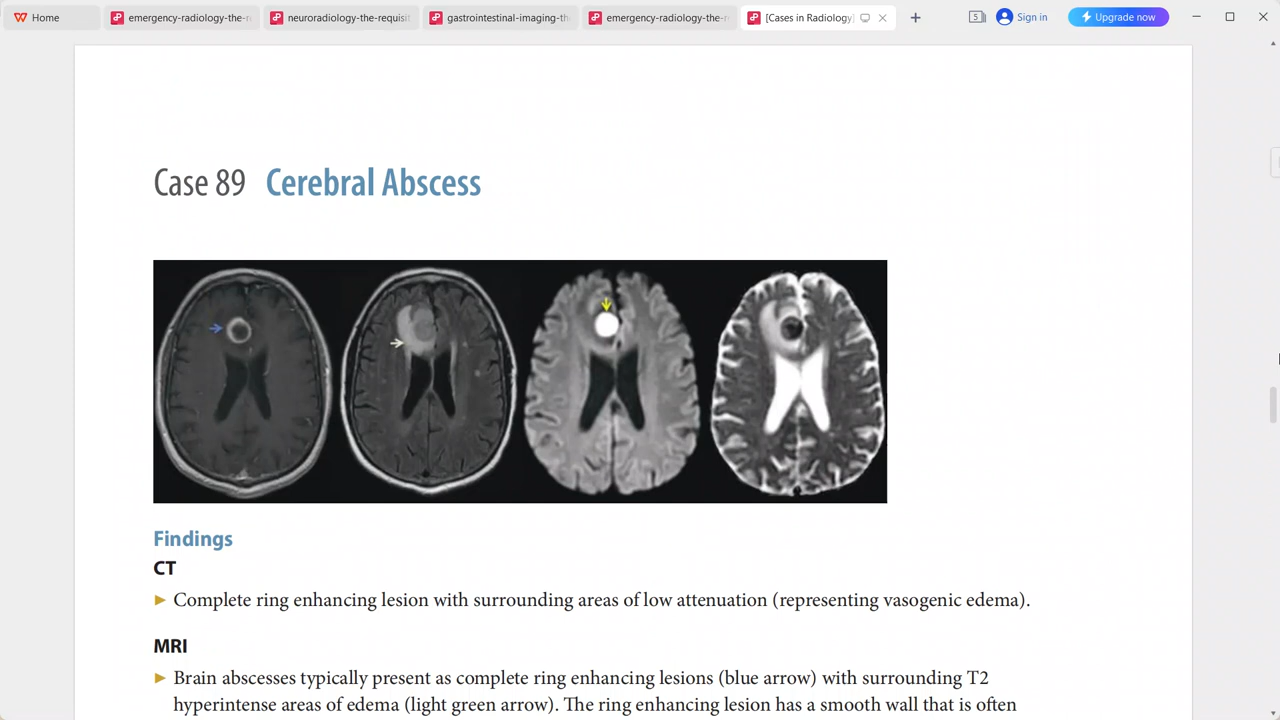 Home
emergency-radiology-the-r
neuroradiology-the-requisit
gastrointestinal-imaging-th
emergency-radiology-the-r
[Cases in Radiology]
5
Sign in
Upgrade now
Case 89 Cerebral Abscess
Findings
CT
► Complete ring enhancing lesion with surrounding areas of low attenuation (representing vasogenic edema).
MRI
► Brain abscesses typically present as complete ring enhancing lesions (blue arrow) with surrounding T2
hyperintense areas of edema (light green arrow). The ring enhancing lesion has a smooth wall that is often